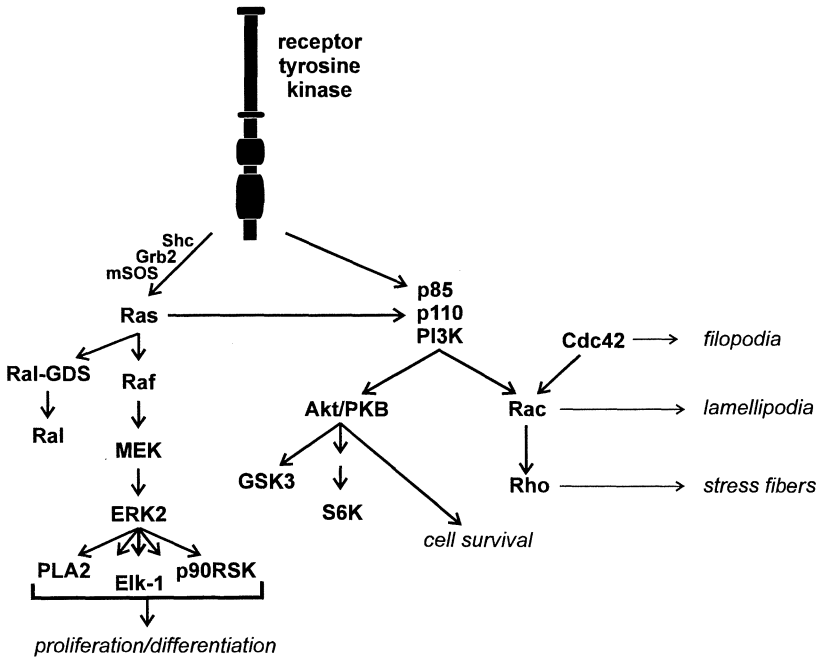 receptor
tyrosine
kinase
Shc
Grb2
mSOS
Ras
p85
p110
PI3K
Cdc42
filopodia
Ral-GDS
Raf
Akt/PKB
Rac
lamellipodia
Ral
MEK
GSK3
S6K
Rho
stress fibers
ERK2
cell survival
PLA2
Elk-1
p90RSK
proliferation/differentiation